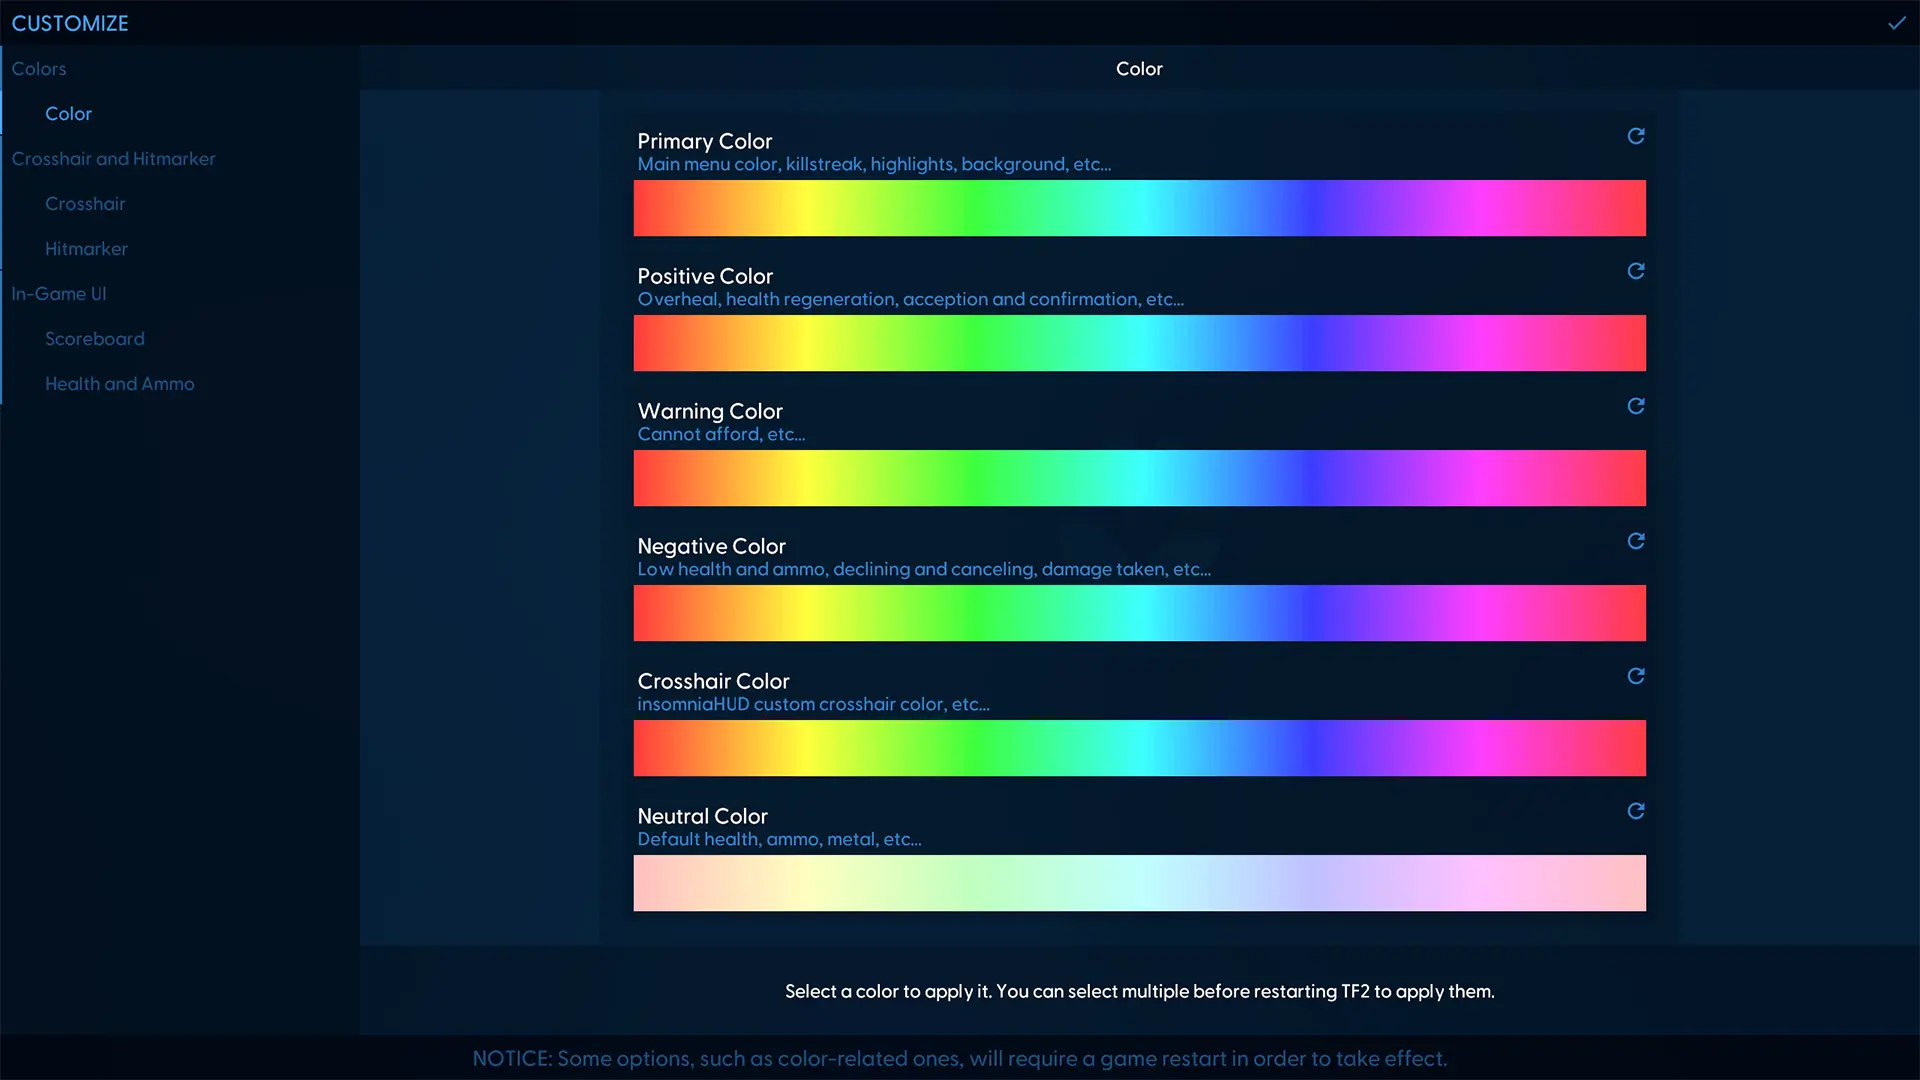 CUSTOMIZE
Colors
Color
Crosshair and Hitmarker
Crosshair
Hitmarker
In-Game UI
Scoreboard
Health and Ammo
Color
Primary Color
Main menu color, killstreak, highlights, background, etc...
Positive Color
Overheal, health regeneration, acception and confirmation, etc...
Warning Color
Cannot afford, etc...
Negative Color
Low health and ammo, declining and canceling, damage taken, etc...
Crosshair Color
insomniaHUD custom crosshair color, etc...
Neutral Color
Default health, ammo, metal, etc...
Select a color to apply it. You can select multiple before restarting TF2 to apply them.
NOTICE: Some options, such as color-related ones, will require a game restart in order to take effect.